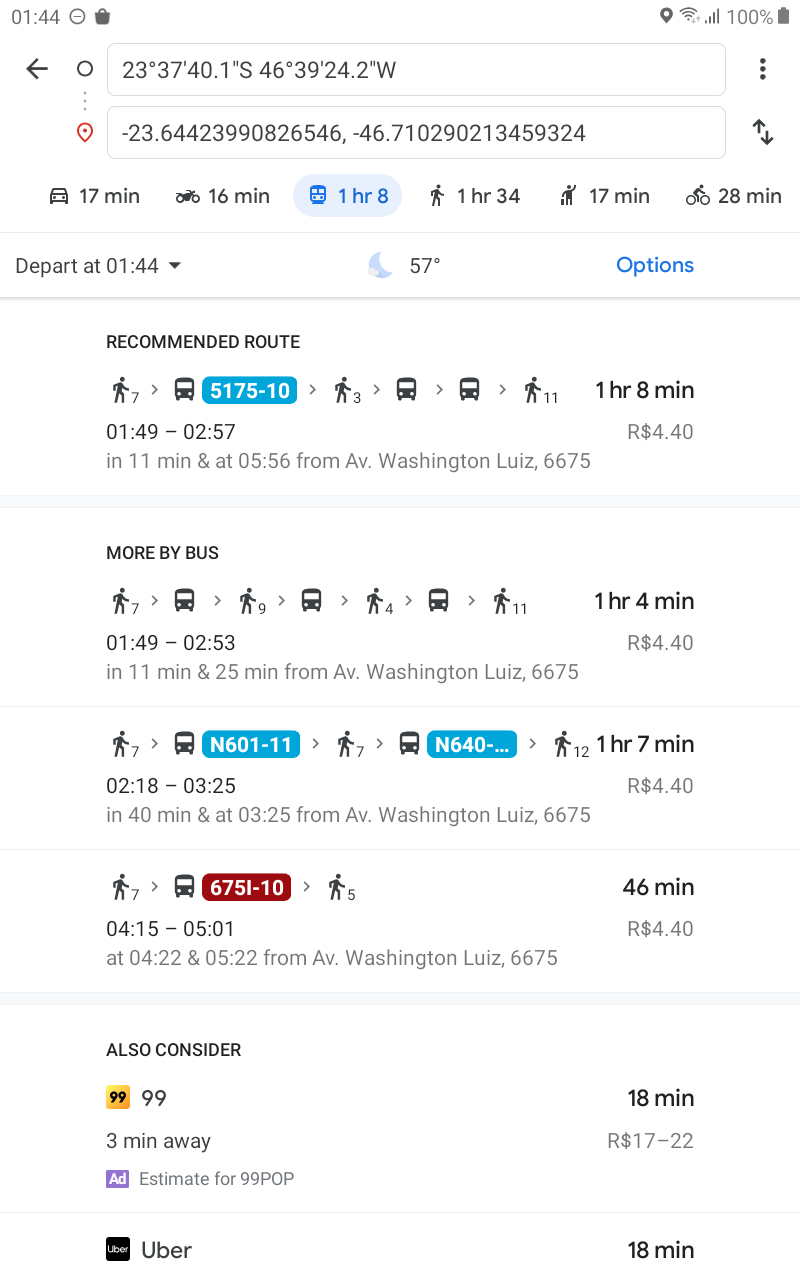 01:44 100%
23°37'40.1"S 46°39'24.2"W
-23.64423990826546, -46.710290213459324
17 min 16 min 1 hr 8 1 hr 34 17 min 28 min
Depart at 01:44 57° Options
RECOMMENDED ROUTE
7 5175-10 3 11 1 hr 8 min
01:49 – 02:57 R$4.40
in 11 min & at 05:56 from Av. Washington Luiz, 6675
MORE BY BUS
7 9 4 11 1 hr 4 min
01:49 – 02:53 R$4.40
in 11 min & 25 min from Av. Washington Luiz, 6675
7 N601-11 7 N640-... 12 1 hr 7 min
02:18 – 03:25 R$4.40
in 40 min & at 03:25 from Av. Washington Luiz, 6675
7 675I-10 5 46 min
04:15 – 05:01 R$4.40
at 04:22 & 05:22 from Av. Washington Luiz, 6675
ALSO CONSIDER
99 99 18 min
3 min away R$17–22
Ad Estimate for 99POP
Uber Uber 18 min